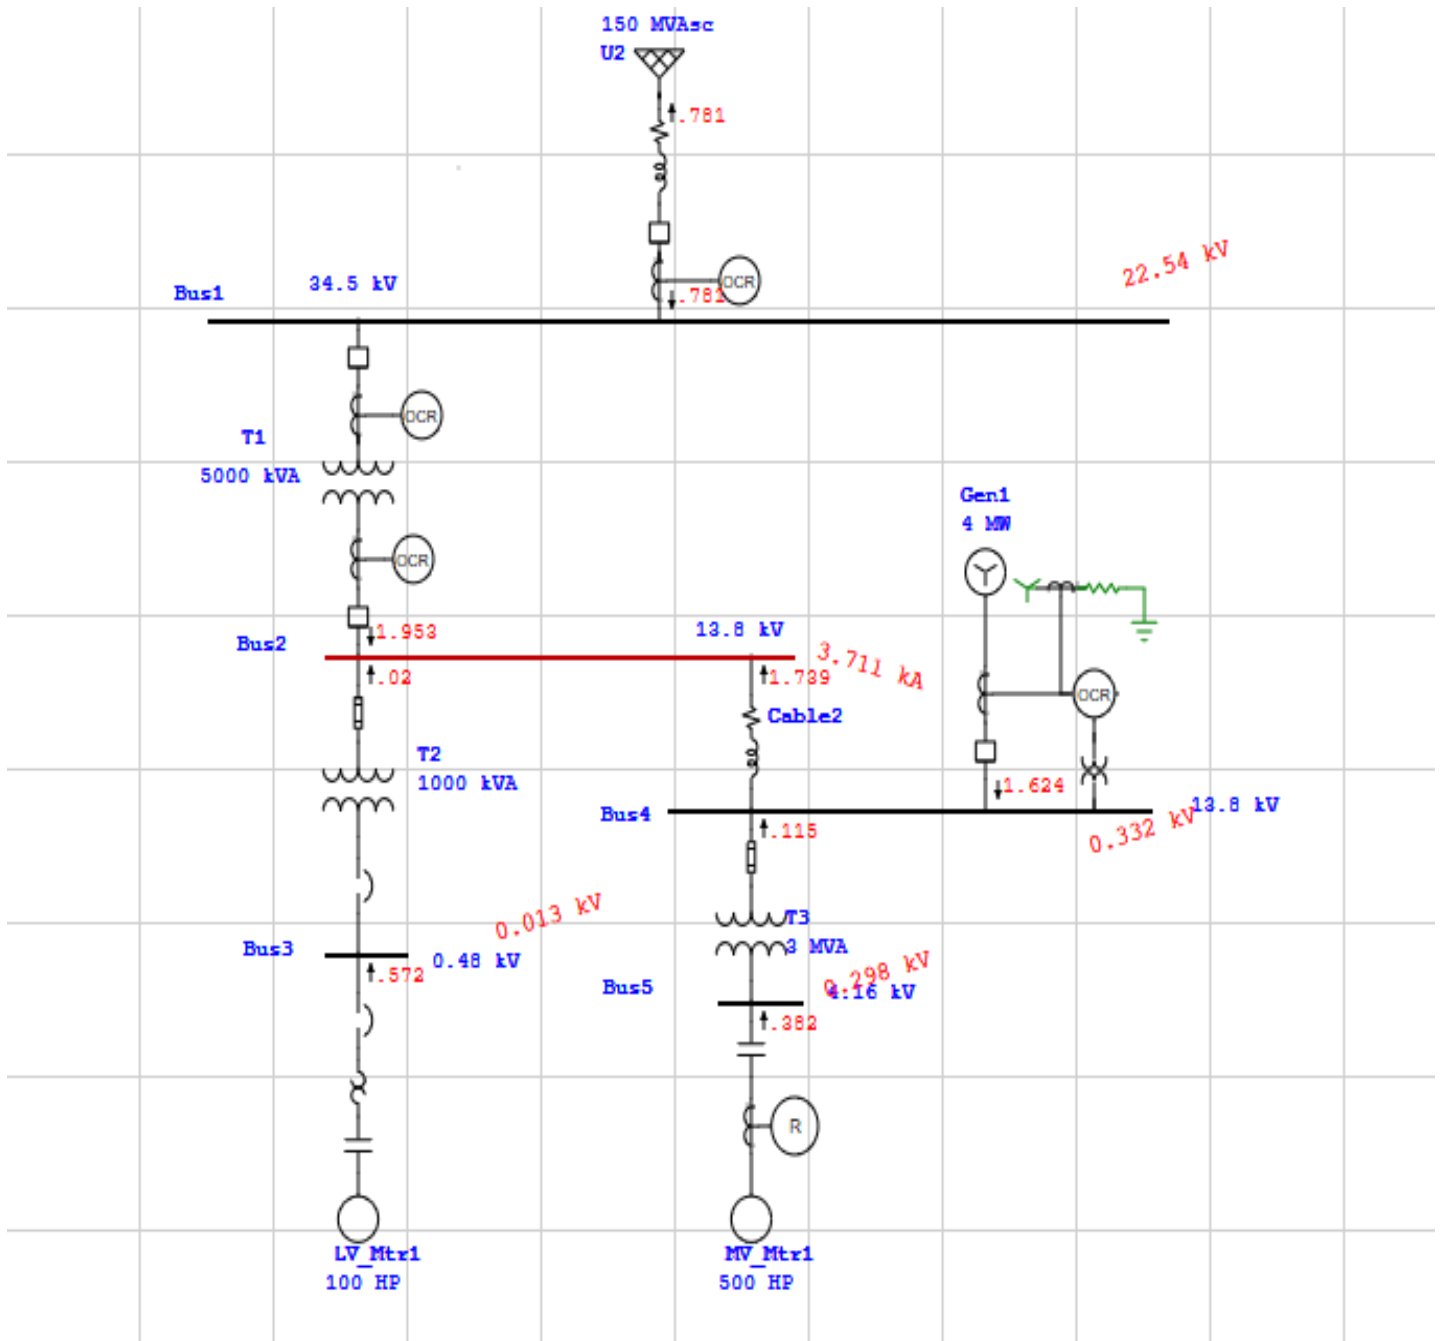 150 MVAsc
U2
.781
22.54 kV
34.5 kV
OCR
Bus1
.781
OCR
T1
5000 kVA
Gen1
4 MW
OCR
1.953
13.8 kV
Bus2
3.711 kA
.02
1.739
OCR
Cable2
T2
1000 kVA
1.624
13.8 kV
Bus4
.115
0.332 kV
0.013 kV
T3
3 MVA
Bus3
0.48 kV
.572
0.298 kV
Bus5
4.16 kV
.382
R
LV_Mtr1
100 HP
MV_Mtr1
500 HP